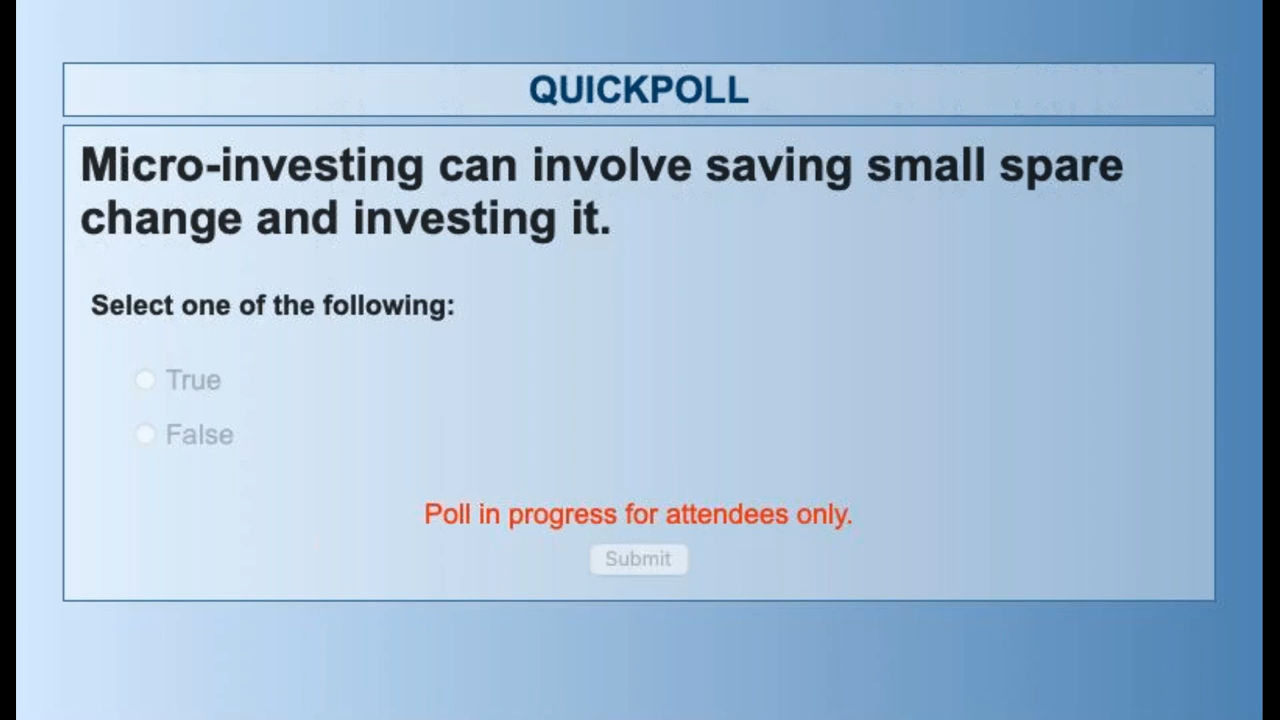 QUICKPOLL
Micro-investing can involve saving small spare
change and investing it.
Select one of the following:
True
False
Poll in progress for attendees only.
Submit